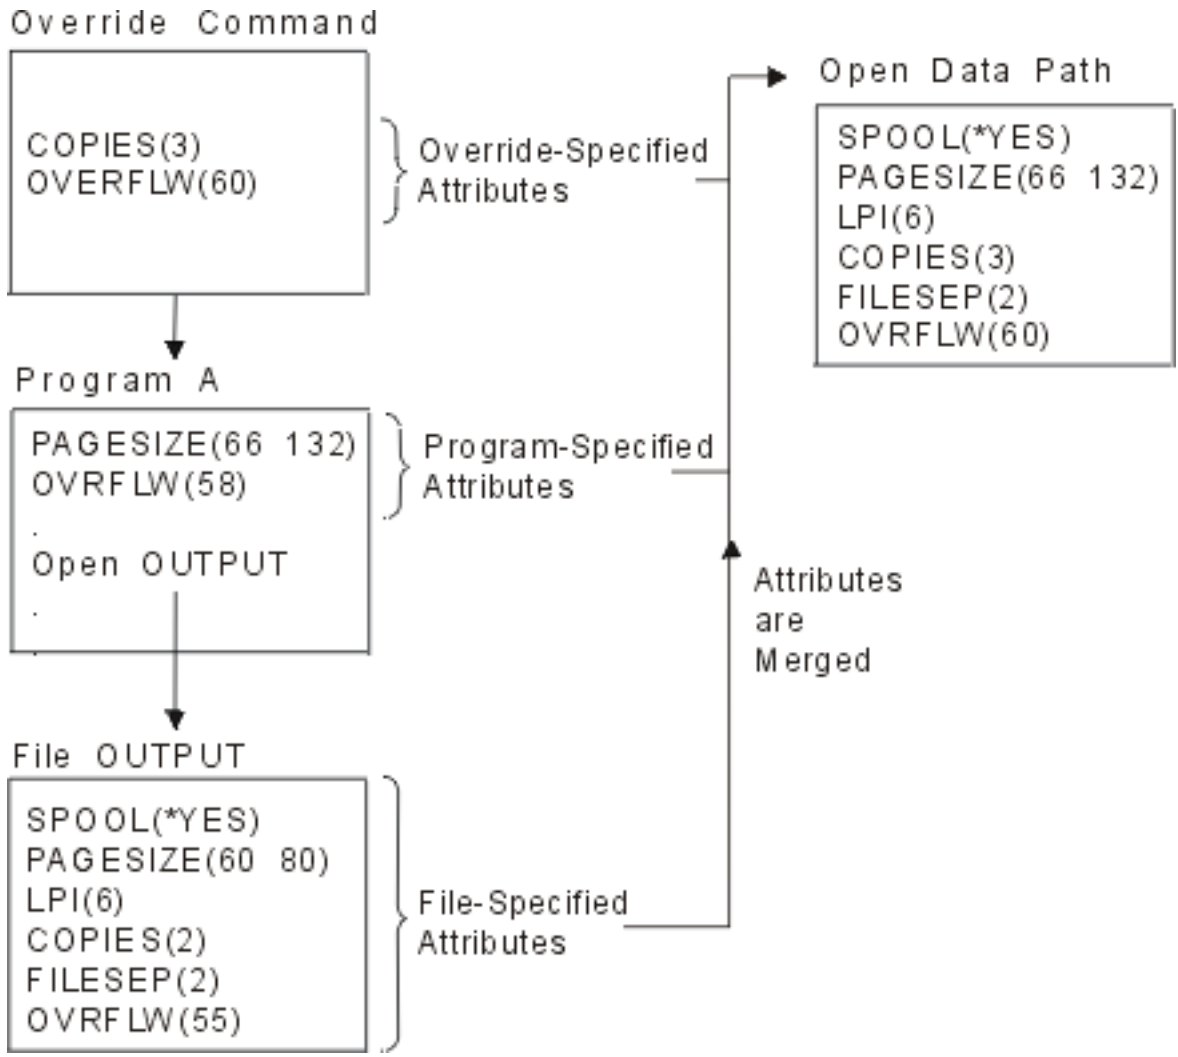 Override Command
COPIES(3)
OVERFLW(60)
Override-Specified
Attributes
Program A
PAGESIZE(66 132)
OVRFLW(58)
.
Open OUTPUT
.
.
Program-Specified
Attributes
File OUTPUT
SPOOL(*YES)
PAGESIZE(60 80)
LPI(6)
COPIES(2)
FILESEP(2)
OVRFLW(55)
File-Specified
Attributes
Attributes
are
Merged
Open Data Path
SPOOL(*YES)
PAGESIZE(66 132)
LPI(6)
COPIES(3)
FILESEP(2)
OVRFLW(60)